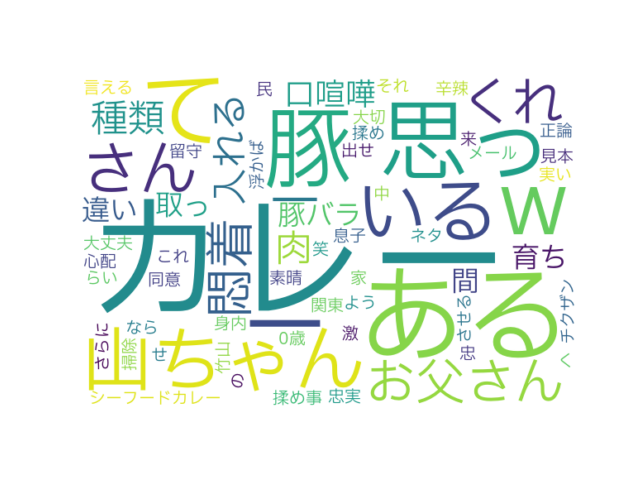 言える
民
それ
辛辣
口喧嘩
くれ
種類
て
入れる
豚
大切
思っ
正論
揉め
来
メール
見本
出せ
実い
さん
留守
浮かば
違い
取っ
豚バラ
いる
w
中
カレー
ある
悶着
肉
息子
ネタ
育ち
大丈夫
これ
笑
心配
らい
同意
素晴
家
間
関東
よう
させる
チクザン
身内
0歳
激
なら
さらに
掃除
せ
竹山
忠
山ちゃん
の
お父さん
へ
シーフードカレー
揉め事
忠実